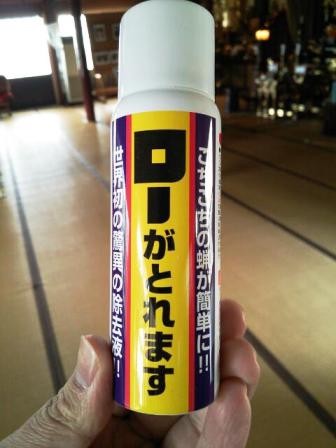 こちこちの蝋が簡単に!!
ローがとれます
世界初の驚異の除去液!